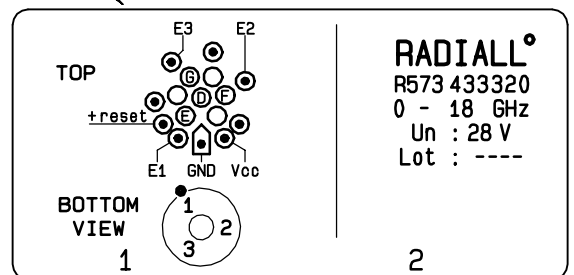 E3 E2
TOP
G
D F
E
+reset
E1 GND Vcc
BOTTOM
VIEW
1
2
3
1
RADIALL°
R573 433320
0 - 18 GHz
Un : 28 V
Lot : ----
2